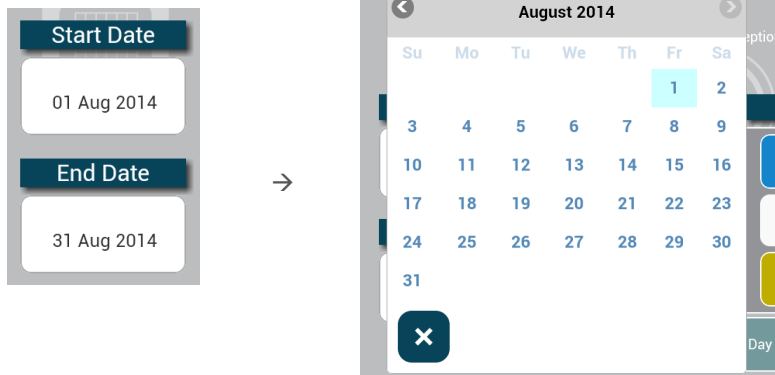 Start Date
01 Aug 2014
End Date
31 Aug 2014
→
August 2014
Su Mo Tu We Th Fr Sa
1 2
3 4 5 6 7 8 9
10 11 12 13 14 15 16
17 18 19 20 21 22 23
24 25 26 27 28 29 30
31
Day